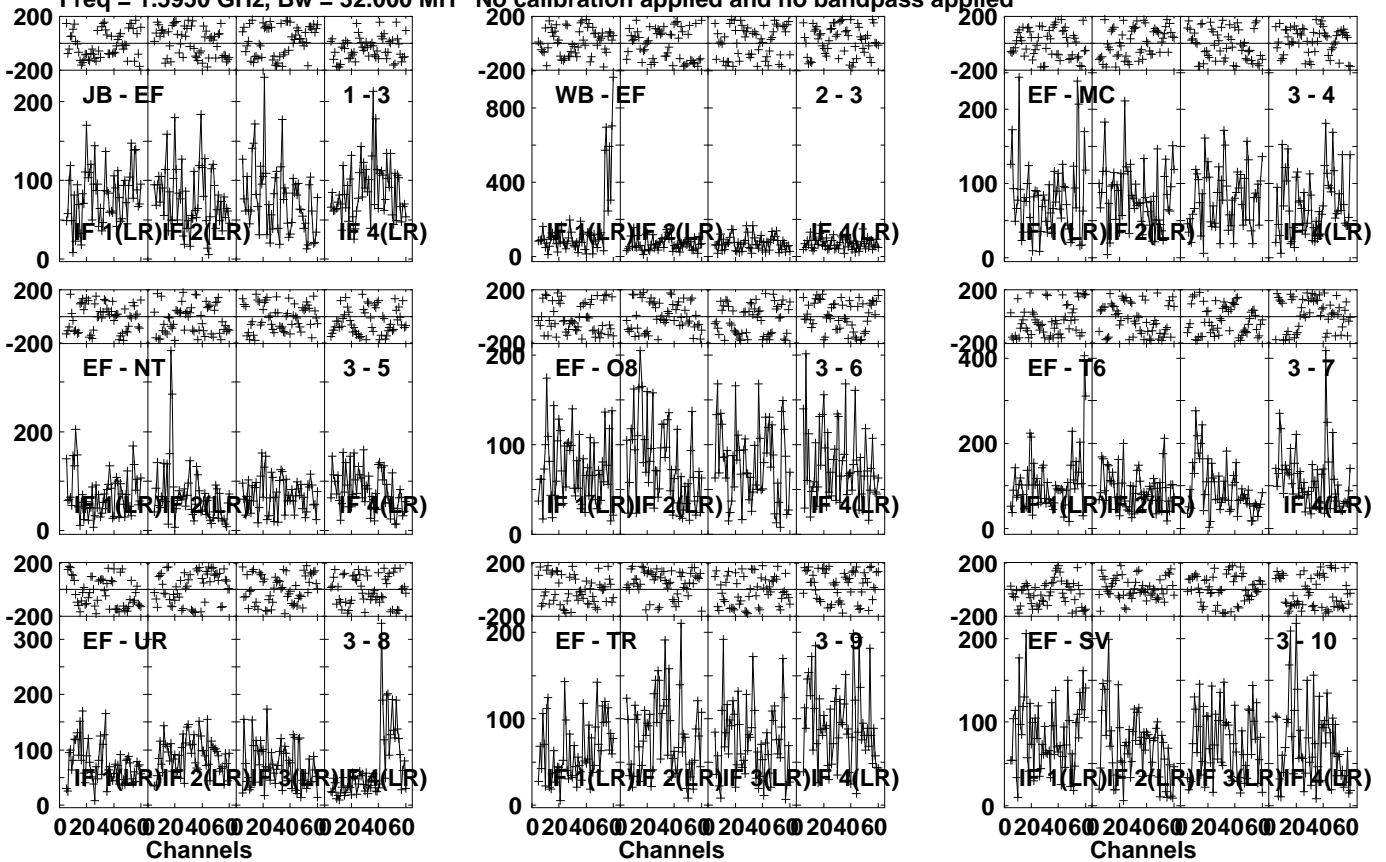 Freq = 1.5950 GHz, Bw = 32.000 MH No calibration applied and no bandpass applied
200
-200
JB - EF 1 - 3
200
100
0
IF 1(LR) IF 2(LR) IF 4(LR)
WB - EF 2 - 3
800
400
0
IF 1(LR) IF 2(LR) IF 4(LR)
200
-200
EF - MC 3 - 4
200
100
0
IF 1(LR) IF 2(LR) IF 4(LR)
200
-200
EF - NT 3 - 5
200
0
IF 1(LR) IF 2(LR) IF 4(LR)
200
-200
EF - O8 3 - 6
200
100
0
IF 1(LR) IF 2(LR) IF 4(LR)
200
-200
EF - T6 3 - 7
400
200
0
IF 1(LR) IF 2(LR) IF 4(LR)
200
-200
EF - UR 3 - 8
300
200
100
0
IF 1(LR) IF 2(LR) IF 3(LR) IF 4(LR)
0 20 40 60 0 20 40 60 0 20 40 60 0 20 40 60
Channels
200
-200
EF - TR 3 - 9
200
100
0
IF 1(LR) IF 2(LR) IF 3(LR) IF 4(LR)
0 20 40 60 0 20 40 60 0 20 40 60 0 20 40 60
Channels
200
-200
EF - SV 3 - 10
200
100
0
IF 1(LR) IF 2(LR) IF 3(LR) IF 4(LR)
0 20 40 60 0 20 40 60 0 20 40 60 0 20 40 60
Channels